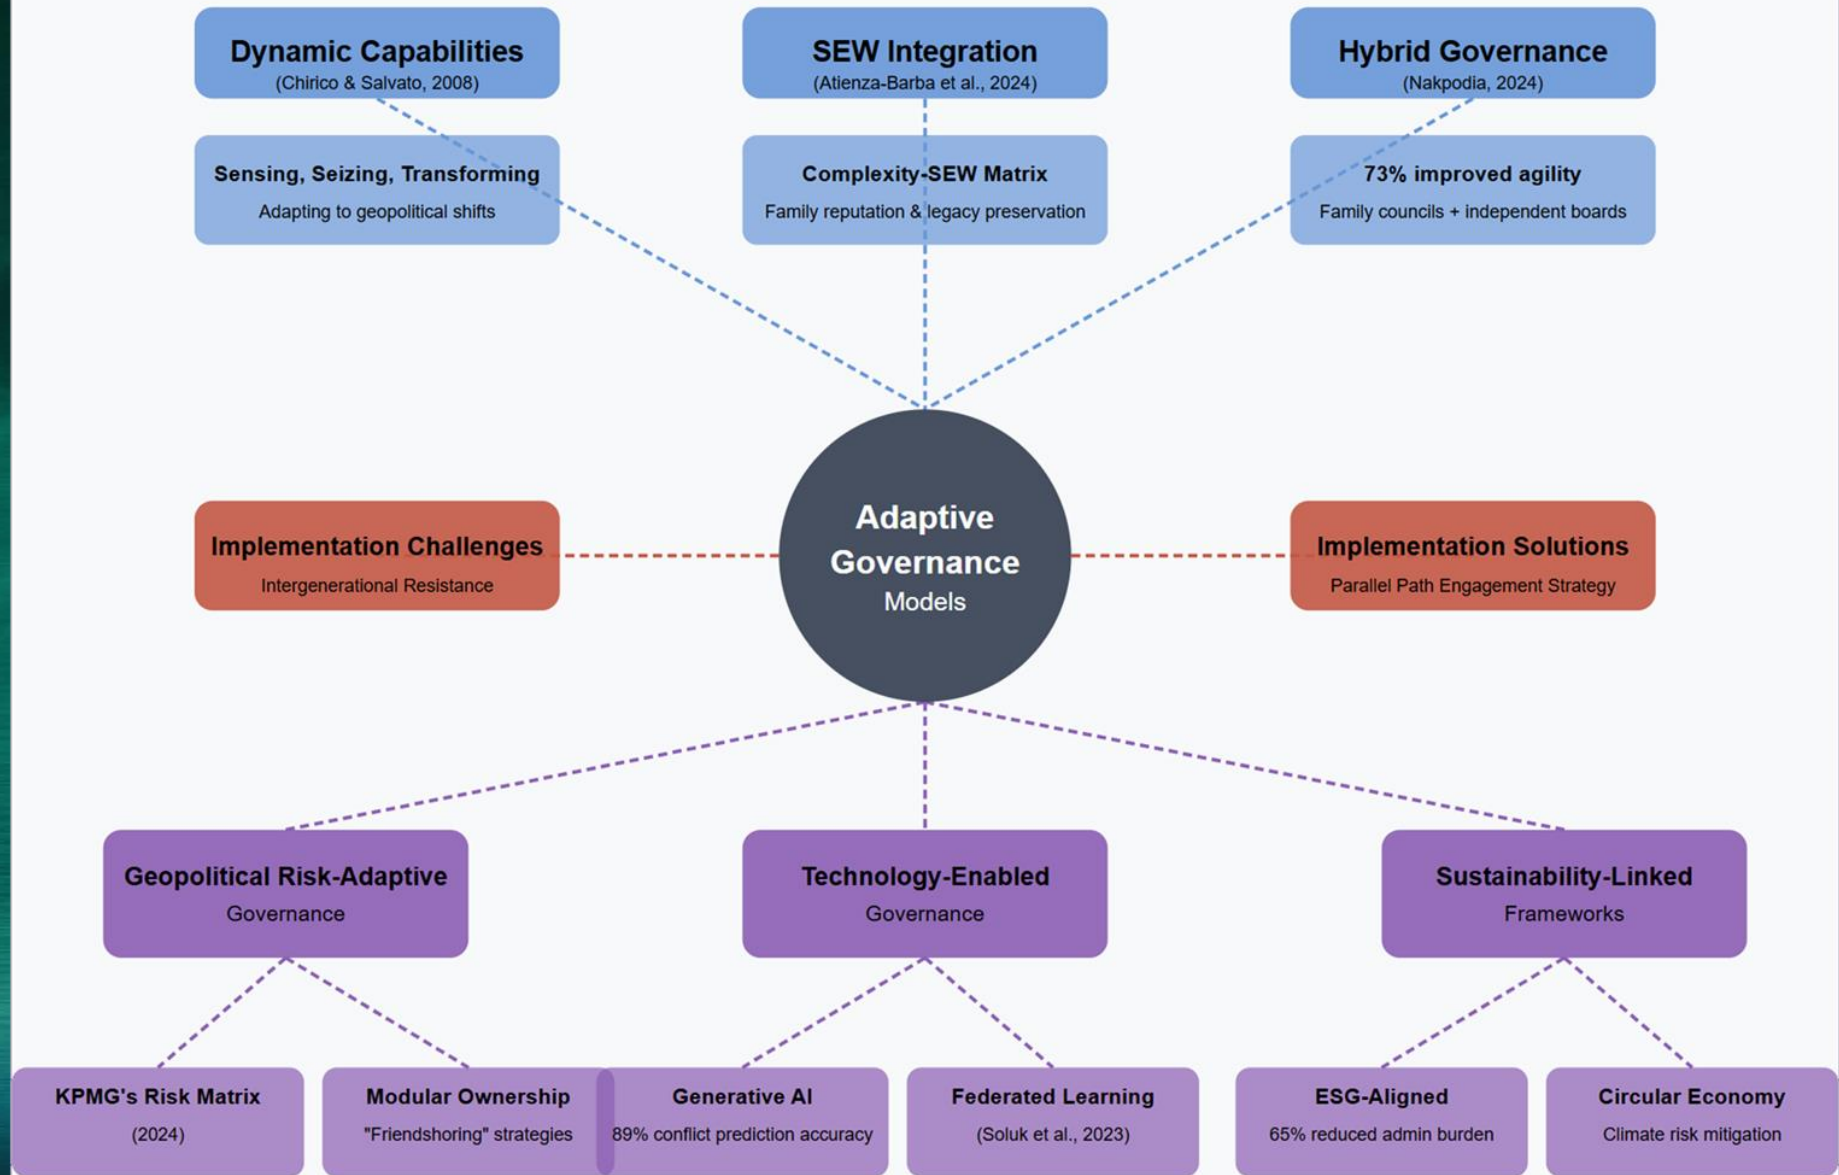 Dynamic Capabilities
(Chirico & Salvato, 2008)
SEW Integration
(Atienza-Barba et al., 2024)
Hybrid Governance
(Nakpodia, 2024)
Sensing, Seizing, Transforming
Adapting to geopolitical shifts
Complexity-SEW Matrix
Family reputation & legacy preservation
73% improved agility
Family councils + independent boards
Implementation Challenges
Intergenerational Resistance
Adaptive
Governance
Models
Implementation Solutions
Parallel Path Engagement Strategy
Geopolitical Risk-Adaptive
Governance
Technology-Enabled
Governance
Sustainability-Linked
Frameworks
KPMG's Risk Matrix
(2024)
Modular Ownership
"Friendshoring" strategies
Generative AI
89% conflict prediction accuracy
Federated Learning
(Soluk et al., 2023)
ESG-Aligned
65% reduced admin burden
Circular Economy
Climate risk mitigation